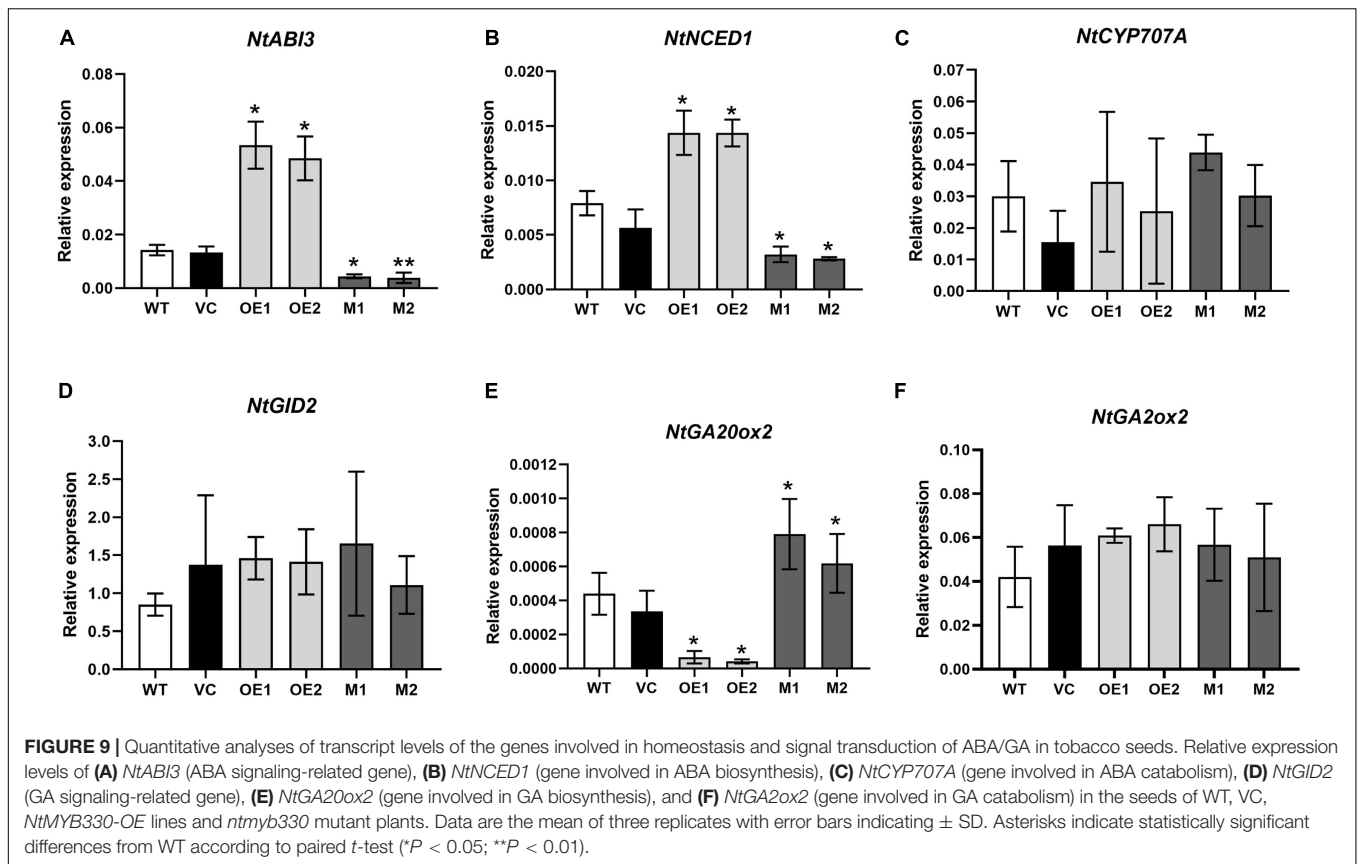 A
NtABI3
Relative expression
0.08
0.06
0.04
0.02
0.00
* * * **
WT VC OE1 OE2 M1 M2
B
NtNCED1
Relative expression
0.020
0.015
0.010
0.005
0.000
* * * *
WT VC OE1 OE2 M1 M2
C
NtCYP707A
Relative expression
0.07
0.06
0.05
0.04
0.03
0.02
0.01
0.00
WT VC OE1 OE2 M1 M2
D
NtGID2
Relative expression
3.0
2.5
2.0
1.5
1.0
0.5
0.0
WT VC OE1 OE2 M1 M2
E
NtGA20ox2
Relative expression
0.0012
0.0010
0.0008
0.0006
0.0004
0.0002
0.0000
* * * *
WT VC OE1 OE2 M1 M2
F
NtGA2ox2
Relative expression
0.10
0.08
0.06
0.04
0.02
0.00
WT VC OE1 OE2 M1 M2
FIGURE 9 | Quantitative analyses of transcript levels of the genes involved in homeostasis and signal transduction of ABA/GA in tobacco seeds. Relative expression
levels of (A) NtABI3 (ABA signaling-related gene), (B) NtNCED1 (gene involved in ABA biosynthesis), (C) NtCYP707A (gene involved in ABA catabolism), (D) NtGID2
(GA signaling-related gene), (E) NtGA20ox2 (gene involved in GA biosynthesis), and (F) NtGA2ox2 (gene involved in GA catabolism) in the seeds of WT, VC,
NtMYB330-OE lines and ntmyb330 mutant plants. Data are the mean of three replicates with error bars indicating ± SD. Asterisks indicate statistically significant
differences from WT according to paired t-test (*P < 0.05; **P < 0.01).